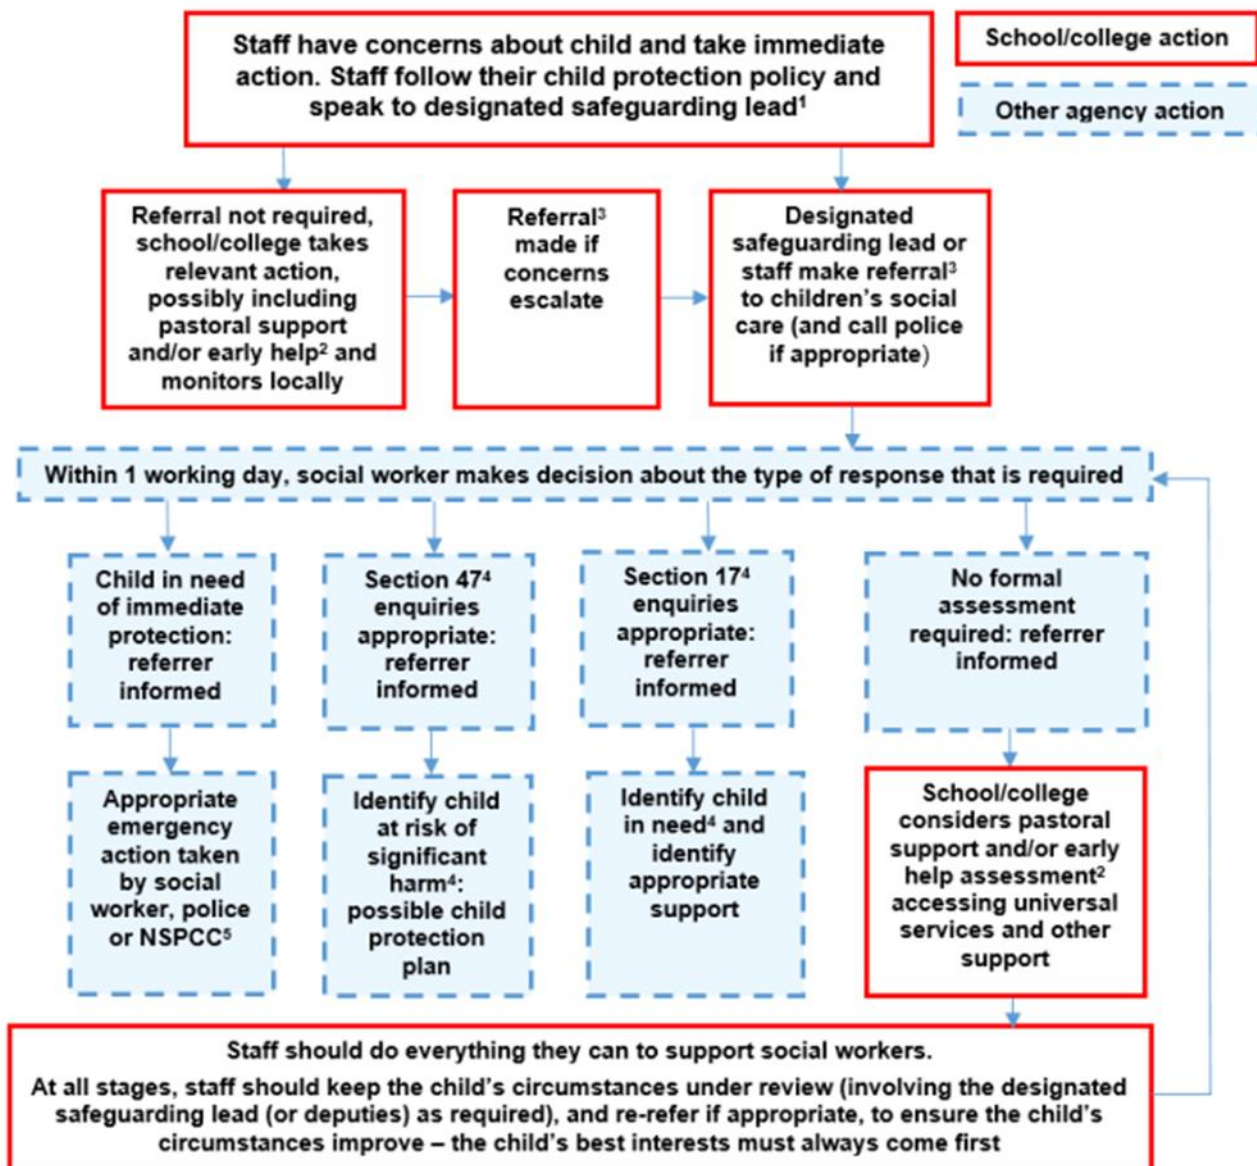 Staff have concerns about child and take immediate
action. Staff follow their child protection policy and
speak to designated safeguarding lead¹
School/college action
Other agency action
Referral not required,
school/college takes
relevant action,
possibly including
pastoral support
and/or early help² and
monitors locally
Referral³
made if
concerns
escalate
Designated
safeguarding lead or
staff make referral³
to children's social
care (and call police
if appropriate)
Within 1 working day, social worker makes decision about the type of response that is required
Child in need
of immediate
protection:
referrer
informed
Section 47⁴
enquiries
appropriate:
referrer
informed
Section 17⁴
enquiries
appropriate:
referrer
informed
No formal
assessment
required: referrer
informed
Appropriate
emergency
action taken
by social
worker, police
or NSPCC⁵
Identify child
at risk of
significant
harm⁴:
possible child
protection
plan
Identify child
in need⁴ and
identify
appropriate
support
School/college
considers pastoral
support and/or early
help assessment²
accessing universal
services and other
support
Staff should do everything they can to support social workers.
At all stages, staff should keep the child's circumstances under review (involving the designated
safeguarding lead (or deputies) as required), and re-refer if appropriate, to ensure the child's
circumstances improve – the child's best interests must always come first